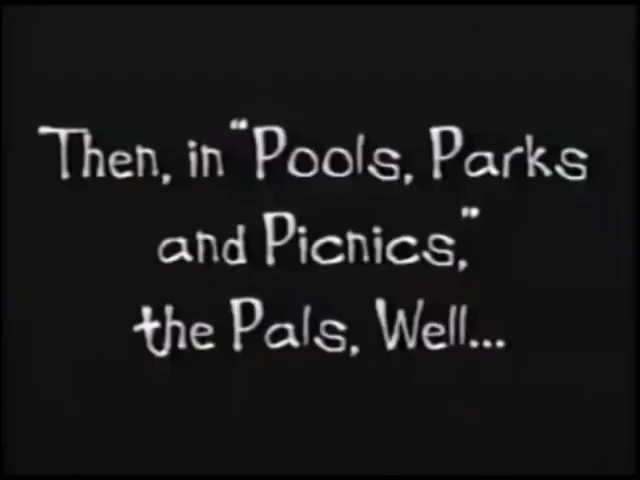 Then, in "Pools, Parks
and Picnics,"
the Pals, Well...